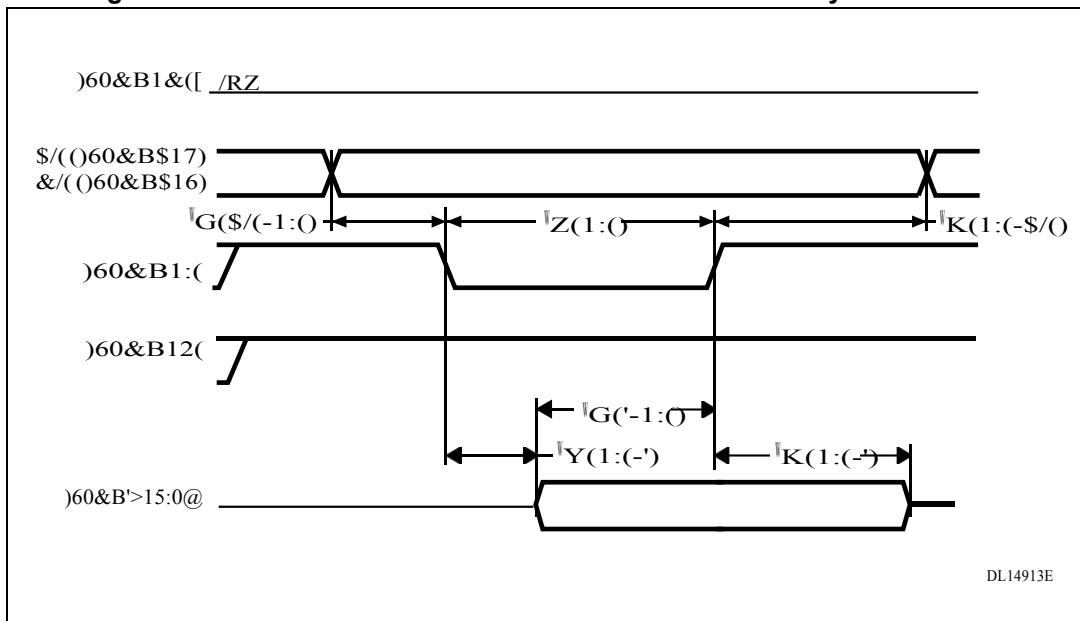 )60&B1&([ /RZ
$/(()60&B$17)
&/(()60&B$16)
G($/(-1:() Z(1:() K(1:(-$/()
)60&B1:(
)60&B12(
G('-1:()
Y(1:(-') K(1:(-')
)60&B'>15:0@
DL14913E